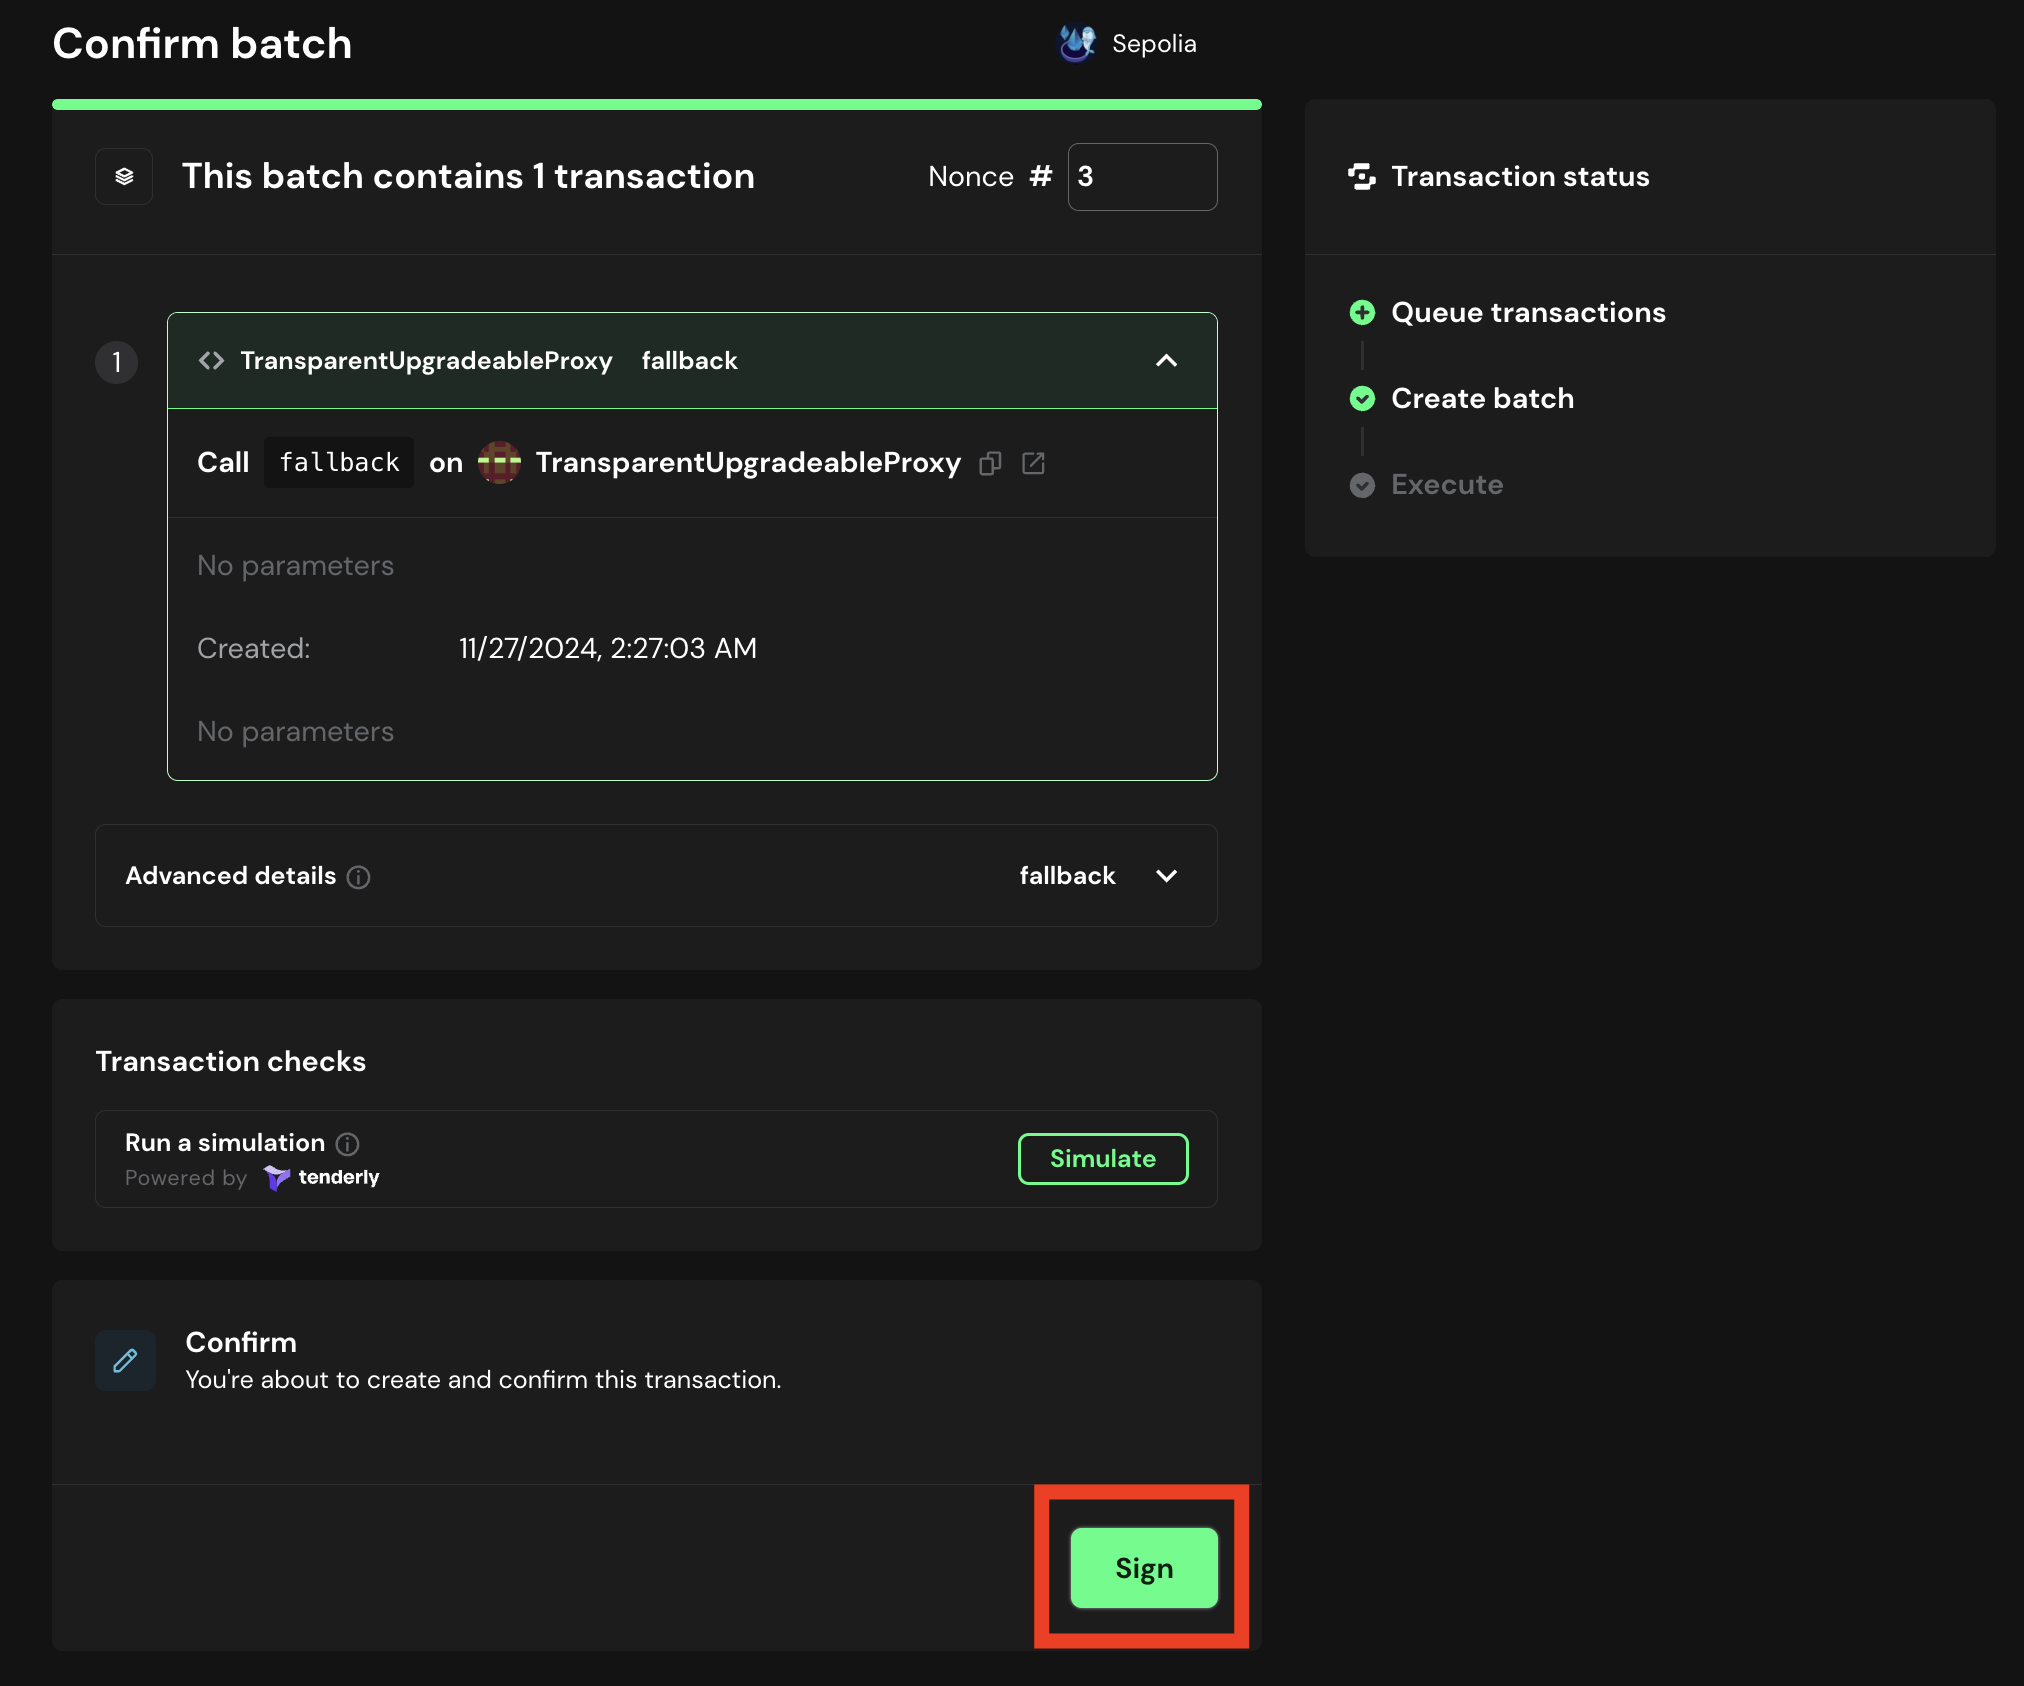 Confirm batch
Sepolia
This batch contains 1 transaction
Nonce # 3
1
TransparentUpgradeableProxy fallback
Call fallback on TransparentUpgradeableProxy
No parameters
Created: 11/27/2024, 2:27:03 AM
No parameters
Advanced details fallback
Transaction checks
Run a simulation
Powered by tenderly
Simulate
Confirm
You're about to create and confirm this transaction.
Sign
Transaction status
Queue transactions
Create batch
Execute